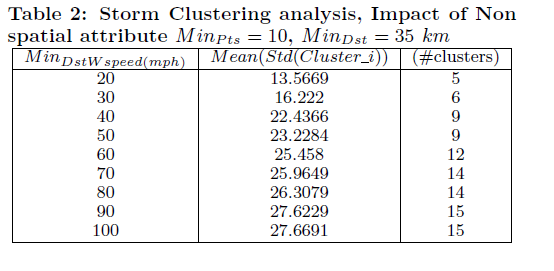 Table 2: Storm Clustering analysis, Impact of Non
spatial attribute MinPts = 10, MinDst = 35 km
MinDstWspeed(mph) Mean(Std(Cluster_i)) (#clusters)
20 13.5669 5
30 16.222 6
40 22.4366 9
50 23.2284 9
60 25.458 12
70 25.9649 14
80 26.3079 14
90 27.6229 15
100 27.6691 15